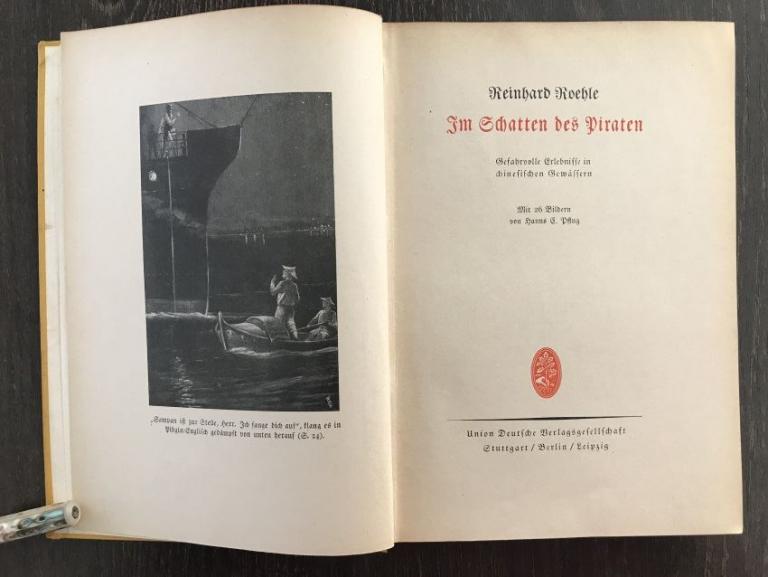 „Sampan ist zur Stelle, Herr. Ich fange dich auf“, klang es in
Pidgin-Englisch gedämpft von unten herauf (S. 24).
Reinhard Roehle
Im Schatten des Piraten
Gefahrvolle Erlebnisse in
chinesischen Gewässern
Mit 26 Bildern
von Hanns E. Pflug
Union Deutsche Verlagsgesellschaft
Stuttgart / Berlin / Leipzig